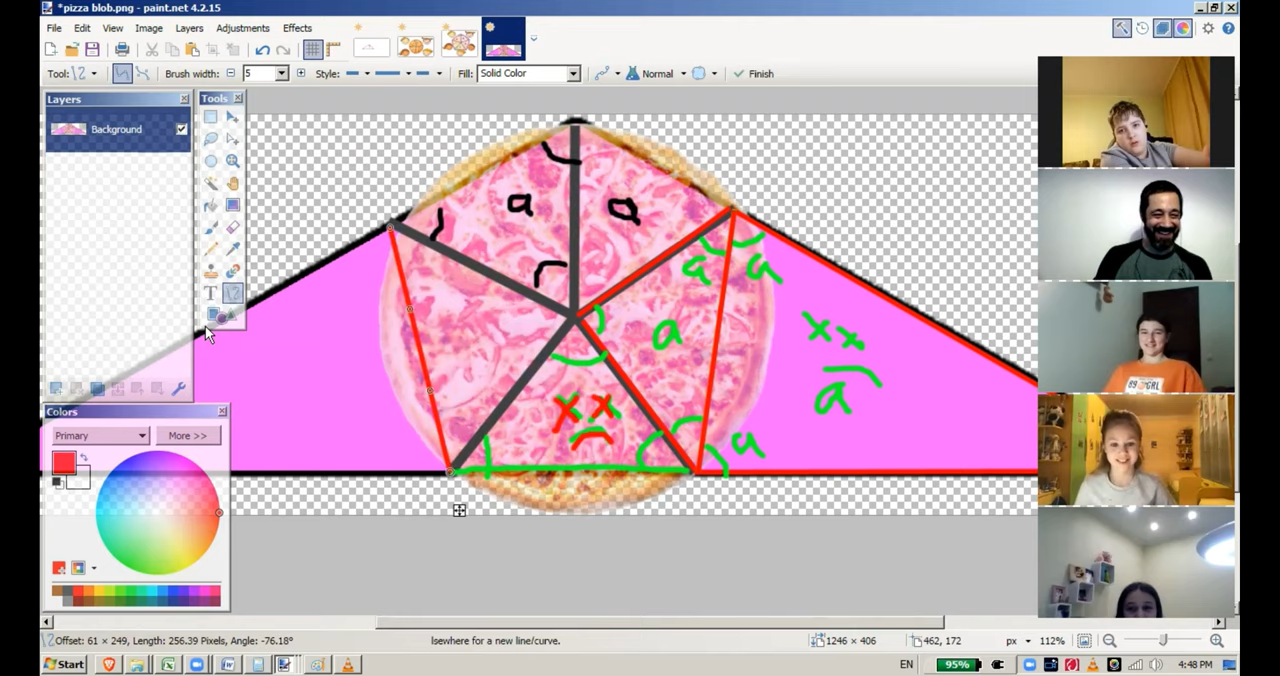 *pizza blob.png - paint.net 4.2.15
File Edit View Image Layers Adjustments Effects
Tool: Brush width: 5 Style: Fill: Solid Color Normal Finish
Layers
Background
Tools
T
a a
a a
a
x x
a
x x
a
89 GRL
Colors
Primary More >>
Offset: 61 × 249, Length: 256.39 Pixels, Angle: -76.18° lsewhere for a new line/curve. 1246 × 406 462, 172 px 112%
Start EN 95% 4:48 PM